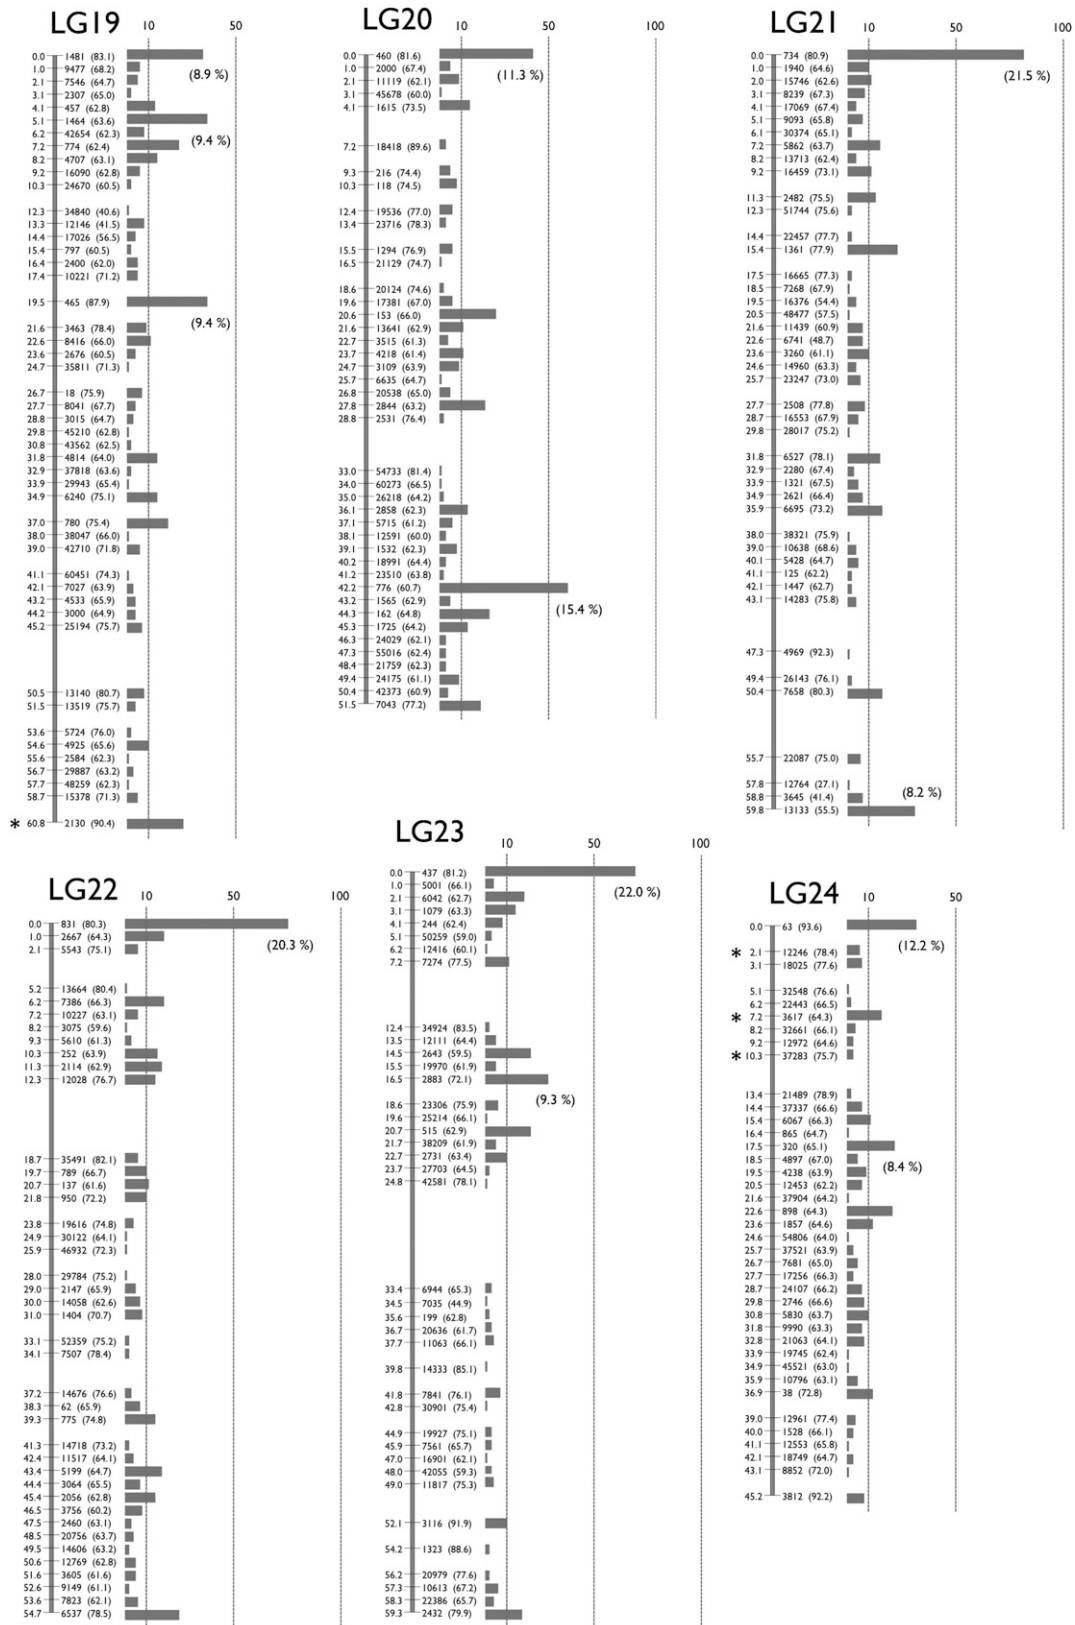 LG19
10 50
0.0 1481 (83.1)
1.0 9477 (68.2)
(8.9 %)
2.1 7546 (64.7)
3.1 2307 (65.0)
4.1 457 (62.8)
5.1 1464 (63.6)
6.2 42654 (62.3)
(9.4 %)
7.2 774 (62.4)
8.2 4707 (63.1)
9.2 16090 (62.8)
10.3 24670 (60.5)
12.3 34840 (40.6)
13.3 12146 (41.5)
14.4 17026 (56.5)
15.4 797 (60.5)
16.4 2400 (62.0)
17.4 10221 (71.2)
19.5 465 (87.9)
(9.4 %)
21.6 3463 (78.4)
22.6 8416 (66.0)
23.6 2676 (60.5)
24.7 35811 (71.3)
26.7 18 (75.9)
27.7 8041 (67.7)
28.8 3015 (64.7)
29.8 45210 (62.8)
30.8 43562 (62.5)
31.8 4814 (64.0)
32.9 37818 (63.6)
33.9 29943 (65.4)
34.9 6240 (75.1)
37.0 780 (75.4)
38.0 38047 (66.0)
39.0 42710 (71.8)
41.1 60451 (74.3)
42.1 7027 (63.9)
43.2 4533 (65.9)
44.2 3000 (64.9)
45.2 25194 (75.7)
50.5 13140 (80.7)
51.5 13519 (75.7)
53.6 5724 (76.0)
54.6 4925 (65.6)
55.6 2584 (62.3)
56.7 29887 (63.2)
57.7 48259 (62.3)
58.7 15378 (71.3)
* 60.8 2130 (90.4)
LG20
10 50 100
0.0 460 (81.6)
1.0 2000 (67.4)
(11.3 %)
2.1 11119 (62.1)
3.1 45678 (60.0)
4.1 1615 (73.5)
7.2 18418 (89.6)
9.3 216 (74.4)
10.3 118 (74.5)
12.4 19536 (77.0)
13.4 23716 (78.3)
15.5 1294 (76.9)
16.5 21129 (74.7)
18.6 20124 (74.6)
19.6 17381 (67.0)
20.6 153 (66.0)
21.6 13641 (62.9)
22.7 3515 (61.3)
23.7 4218 (61.4)
24.7 3109 (63.9)
25.7 6635 (64.7)
26.8 20538 (65.0)
27.8 2844 (63.2)
28.8 2531 (76.4)
33.0 54733 (81.4)
34.0 60273 (66.5)
35.0 26218 (64.2)
36.1 2858 (62.3)
37.1 5715 (61.2)
38.1 12591 (60.0)
39.1 1532 (62.3)
40.2 18991 (64.4)
41.2 23510 (63.8)
42.2 776 (60.7)
43.2 1565 (62.9)
(15.4 %)
44.3 162 (64.8)
45.3 1725 (64.2)
46.3 24029 (62.1)
47.3 55016 (62.4)
48.4 21759 (62.3)
49.4 24175 (61.1)
50.4 42373 (60.9)
51.5 7043 (77.2)
LG21
10 50 100
0.0 734 (80.9)
1.0 1940 (64.6)
(21.5 %)
2.0 15746 (62.6)
3.1 8239 (67.3)
4.1 17069 (67.4)
5.1 9093 (65.8)
6.1 30374 (65.1)
7.2 5862 (63.7)
8.2 13713 (62.4)
9.2 16459 (73.1)
11.3 2482 (75.5)
12.3 51744 (75.6)
14.4 22457 (77.7)
15.4 1361 (77.9)
17.5 16665 (77.3)
18.5 7268 (67.9)
19.5 16376 (54.4)
20.5 48477 (57.5)
21.6 11439 (60.9)
22.6 6741 (48.7)
23.6 3260 (61.1)
24.6 14960 (63.3)
25.7 23247 (73.0)
27.7 2508 (77.8)
28.7 16553 (67.9)
29.8 28017 (75.2)
31.8 6527 (78.1)
32.9 2280 (67.4)
33.9 1321 (67.5)
34.9 2621 (66.4)
35.9 6695 (73.2)
38.0 38321 (75.9)
39.0 10638 (68.6)
40.1 5428 (64.7)
41.1 125 (62.2)
42.1 1447 (62.7)
43.1 14283 (75.8)
47.3 4969 (92.3)
49.4 26143 (76.1)
50.4 7658 (80.3)
55.7 22087 (75.0)
57.8 12764 (27.1)
(8.2 %)
58.8 3645 (41.4)
59.8 13133 (55.5)
LG22
10 50 100
0.0 831 (80.3)
1.0 2667 (64.3)
(20.3 %)
2.1 5543 (75.1)
5.2 13664 (80.4)
6.2 7386 (66.3)
7.2 10227 (63.1)
8.2 3075 (59.6)
9.3 5610 (61.3)
10.3 252 (63.9)
11.3 2114 (62.9)
12.3 12028 (76.7)
18.7 35491 (82.1)
19.7 789 (66.7)
20.7 137 (61.6)
21.8 950 (72.2)
23.8 19616 (74.8)
24.9 30122 (64.1)
25.9 46932 (72.3)
28.0 29784 (75.2)
29.0 2147 (65.9)
30.0 14058 (62.6)
31.0 1404 (70.7)
33.1 52359 (75.2)
34.1 7507 (78.4)
37.2 14676 (76.6)
38.3 62 (65.9)
39.3 775 (74.8)
41.3 14718 (73.2)
42.4 11517 (64.1)
43.4 5199 (64.7)
44.4 3064 (65.5)
45.4 2056 (62.8)
46.5 3756 (60.2)
47.5 2460 (63.1)
48.5 20756 (63.7)
49.5 14606 (63.2)
50.6 12769 (62.8)
51.6 3605 (61.6)
52.6 9149 (61.1)
53.6 7823 (62.1)
54.7 6537 (78.5)
LG23
10 50 100
0.0 437 (81.2)
1.0 5001 (66.1)
(22.0 %)
2.1 6042 (62.7)
3.1 1079 (63.3)
4.1 244 (62.4)
5.1 50259 (59.0)
6.2 12416 (60.1)
7.2 7274 (77.5)
12.4 34924 (83.5)
13.5 12111 (64.4)
14.5 2643 (59.5)
15.5 19970 (61.9)
16.5 2883 (72.1)
(9.3 %)
18.6 23306 (75.9)
19.6 25214 (66.1)
20.7 515 (62.9)
21.7 38209 (61.9)
22.7 2731 (63.4)
23.7 27703 (64.5)
24.8 42581 (78.1)
33.4 6944 (65.3)
34.5 7035 (44.9)
35.6 199 (62.8)
36.7 20636 (61.7)
37.7 11063 (66.1)
39.8 14333 (85.1)
41.8 7841 (76.1)
42.8 30901 (75.4)
44.9 19927 (75.1)
45.9 7561 (65.7)
47.0 16901 (62.1)
48.0 42055 (59.3)
49.0 11817 (75.3)
52.1 3116 (91.9)
54.2 1323 (88.6)
56.2 20979 (77.6)
57.3 10613 (67.2)
58.3 22386 (65.7)
59.3 2432 (79.9)
LG24
10 50
0.0 63 (93.6)
(12.2 %)
* 2.1 12246 (78.4)
3.1 18025 (77.6)
5.1 32548 (76.6)
6.2 22443 (66.5)
* 7.2 3617 (64.3)
8.2 32661 (66.1)
9.2 12972 (64.6)
* 10.3 37283 (75.7)
13.4 21489 (78.9)
14.4 37337 (66.6)
15.4 6067 (66.3)
16.4 865 (64.7)
17.5 320 (65.1)
18.5 4897 (67.0)
(8.4 %)
19.5 4238 (63.9)
20.5 12453 (62.2)
21.6 37904 (64.2)
22.6 898 (64.3)
23.6 1857 (64.6)
24.6 54806 (64.0)
25.7 37521 (63.9)
26.7 7681 (65.0)
27.7 17256 (66.3)
28.7 24107 (66.2)
29.8 2746 (66.6)
30.8 5830 (63.7)
31.8 9990 (63.3)
32.8 21063 (64.1)
33.9 19745 (62.4)
34.9 45521 (63.0)
35.9 10796 (63.1)
36.9 38 (72.8)
39.0 12961 (77.4)
40.0 1528 (66.1)
41.1 12553 (65.8)
42.1 18749 (64.7)
43.1 8852 (72.0)
45.2 3812 (92.2)